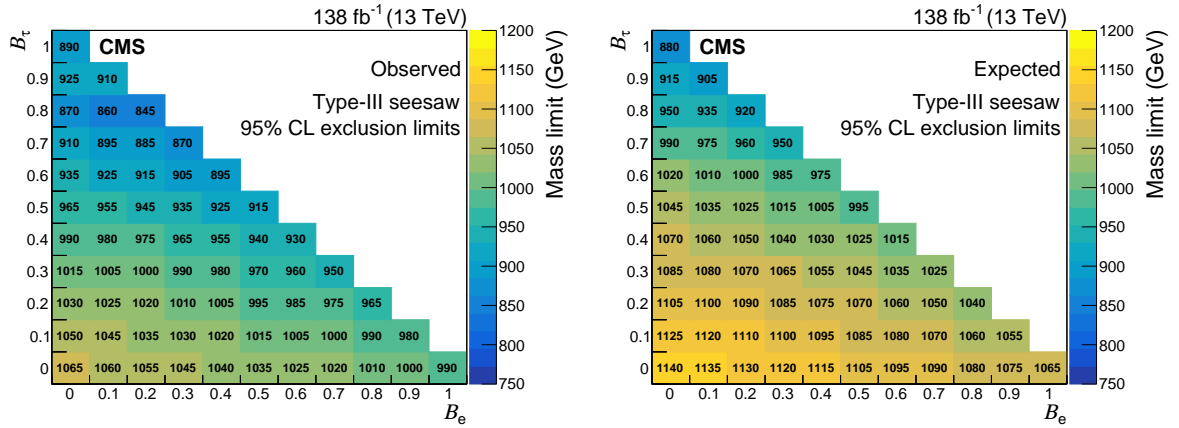 138 fb-1 (13 TeV)
Bτ
CMS
Observed
Type-III seesaw
95% CL exclusion limits
1 890
0.9 925 910
0.8 870 860 845
0.7 910 895 885 870
0.6 935 925 915 905 895
0.5 965 955 945 935 925 915
0.4 990 980 975 965 955 940 930
0.3 1015 1005 1000 990 980 970 960 950
0.2 1030 1025 1020 1010 1005 995 985 975 965
0.1 1050 1045 1035 1030 1020 1015 1005 1000 990 980
0 1065 1060 1055 1045 1040 1035 1025 1020 1010 1000 990
0 0.1 0.2 0.3 0.4 0.5 0.6 0.7 0.8 0.9 1
Be
1200
1150
1100
1050
1000
950
900
850
800
750
Mass limit (GeV)
138 fb-1 (13 TeV)
Bτ
CMS
Expected
Type-III seesaw
95% CL exclusion limits
1 880
0.9 915 905
0.8 950 935 920
0.7 990 975 960 950
0.6 1020 1010 1000 985 975
0.5 1045 1035 1025 1015 1005 995
0.4 1070 1060 1050 1040 1030 1025 1015
0.3 1085 1080 1070 1065 1055 1045 1035 1025
0.2 1105 1100 1090 1085 1075 1070 1060 1050 1040
0.1 1125 1120 1110 1100 1095 1085 1080 1070 1060 1055
0 1140 1135 1130 1120 1115 1105 1095 1090 1080 1075 1065
0 0.1 0.2 0.3 0.4 0.5 0.6 0.7 0.8 0.9 1
Be
1200
1150
1100
1050
1000
950
900
850
800
750
Mass limit (GeV)